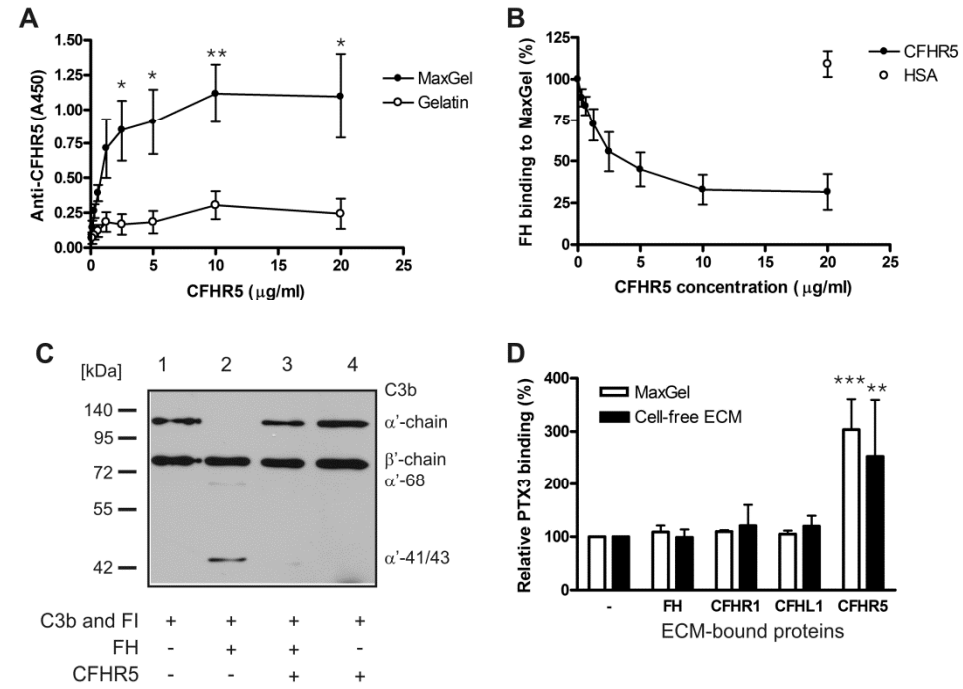 A
Anti-CFHR5 (A450)
1.50
1.25
1.00
0.75
0.50
0.25
0.00
* * ** *
MaxGel
Gelatin
0 5 10 15 20 25
CFHR5 (µg/ml)
B
FH binding to MaxGel (%)
125
100
75
50
25
0
CFHR5
HSA
0 5 10 15 20 25
CFHR5 concentration ( µg/ml)
C
[kDa]
1 2 3 4
140
95
72
55
42
C3b
α'-chain
β'-chain
α'-68
α'-41/43
C3b and FI + + + +
FH - + + -
CFHR5 - - + +
D
Relative PTX3 binding (%)
400
300
200
100
0
MaxGel
Cell-free ECM
*** **
- FH CFHR1 CFHL1 CFHR5
ECM-bound proteins